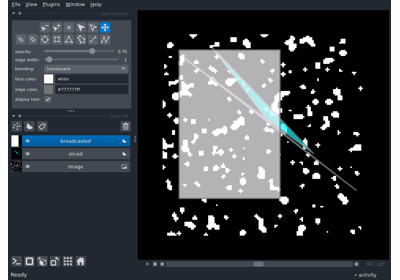 File View Plugins Window Help
opacity: 0.70
edge width: 1
blending: translucent
face color: white
edge color: #777777ff
display text:
broadcasted
sliced
Image
0
Ready
activity